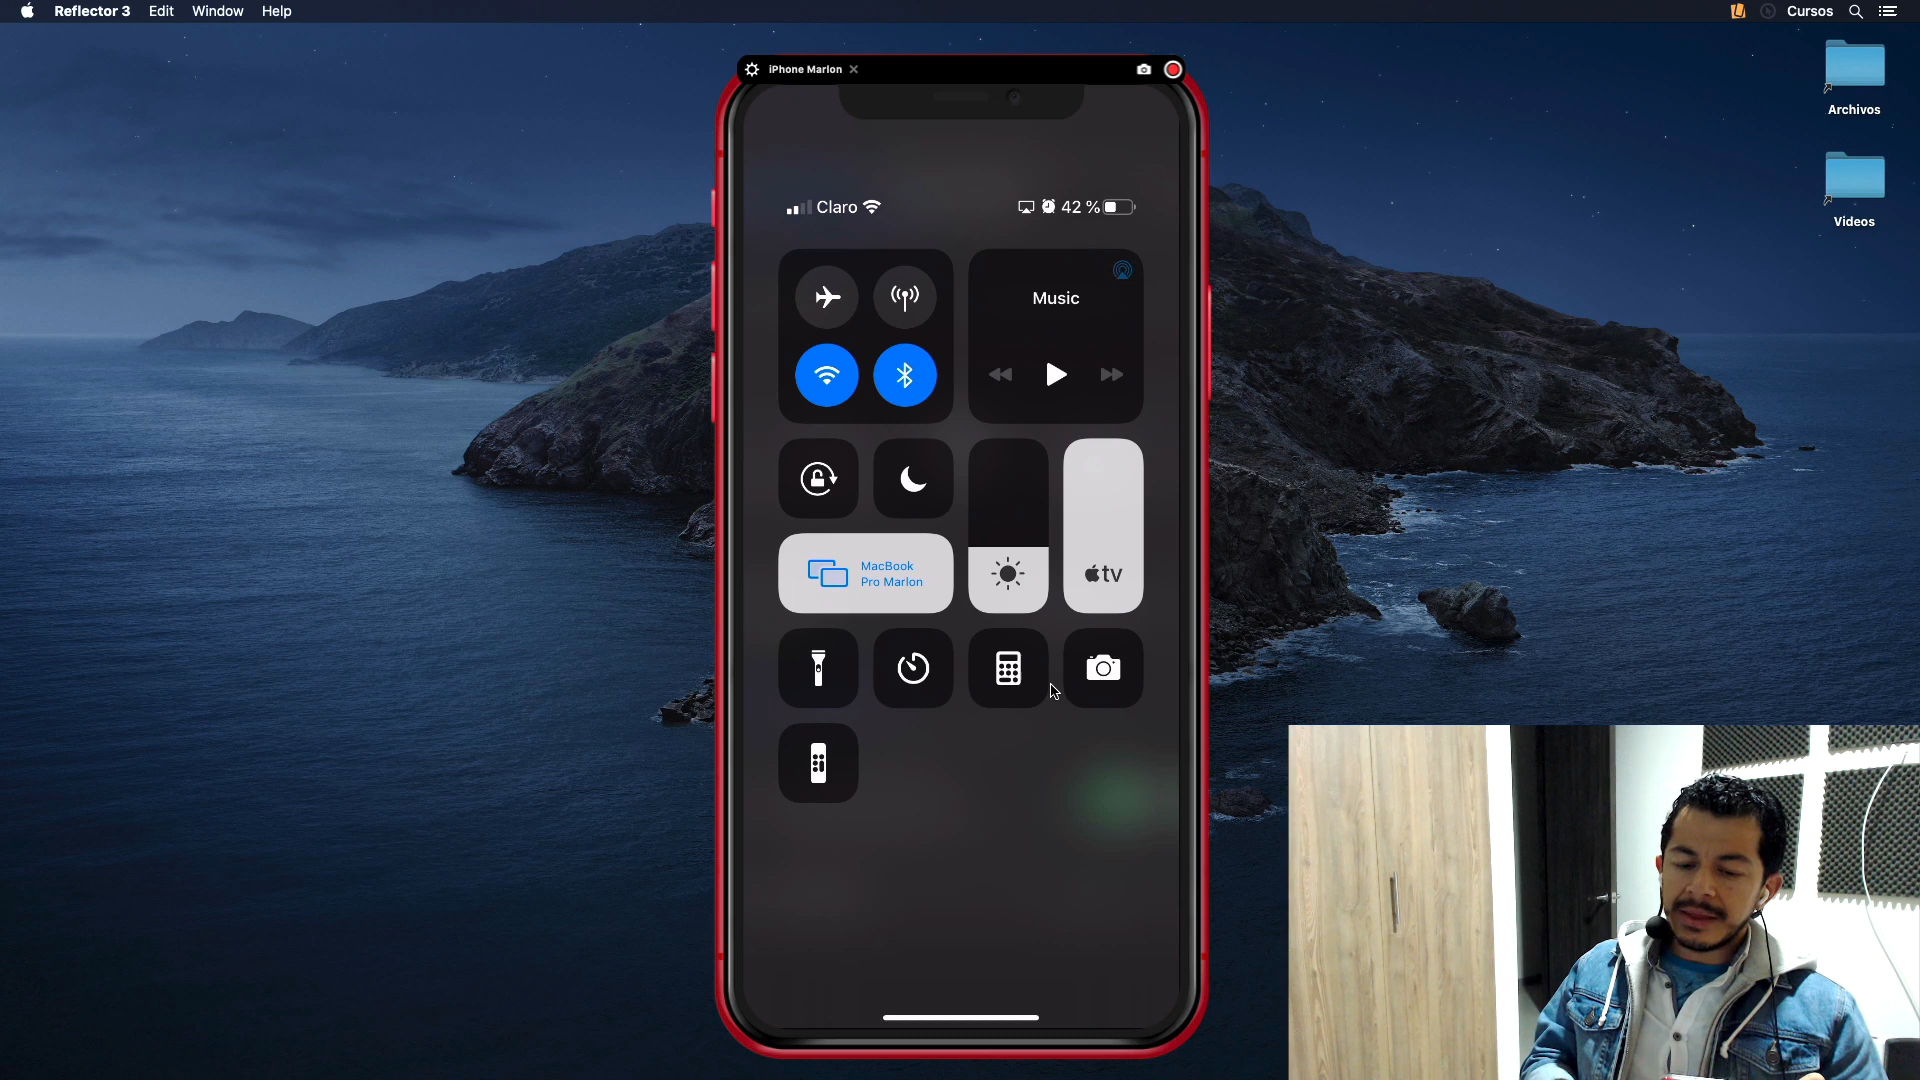 Reflector 3 Edit Window Help
Cursos
iPhone Marlon
Archivos
Videos
Claro
42 %
Music
MacBook
Pro Marlon
tv